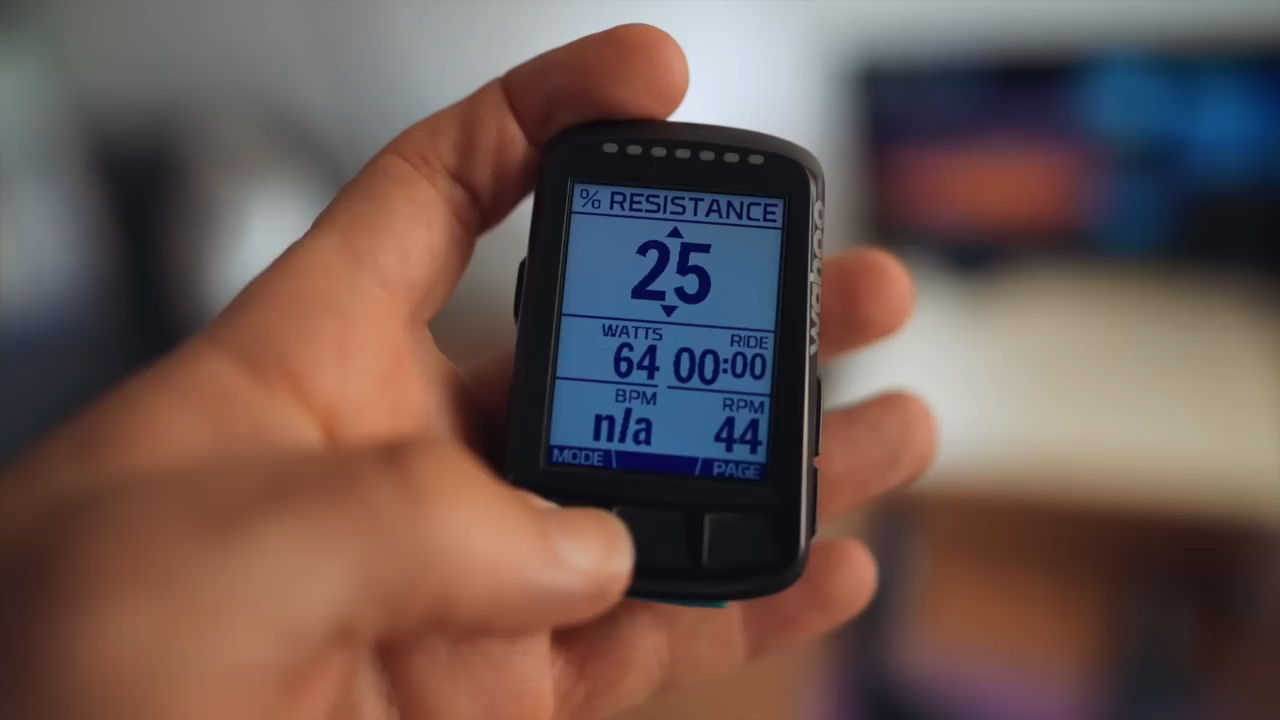 % RESISTANCE
25
WATTS
64
RIDE
00:00
BPM
n/a
RPM
44
MODE
PAGE
wahoo